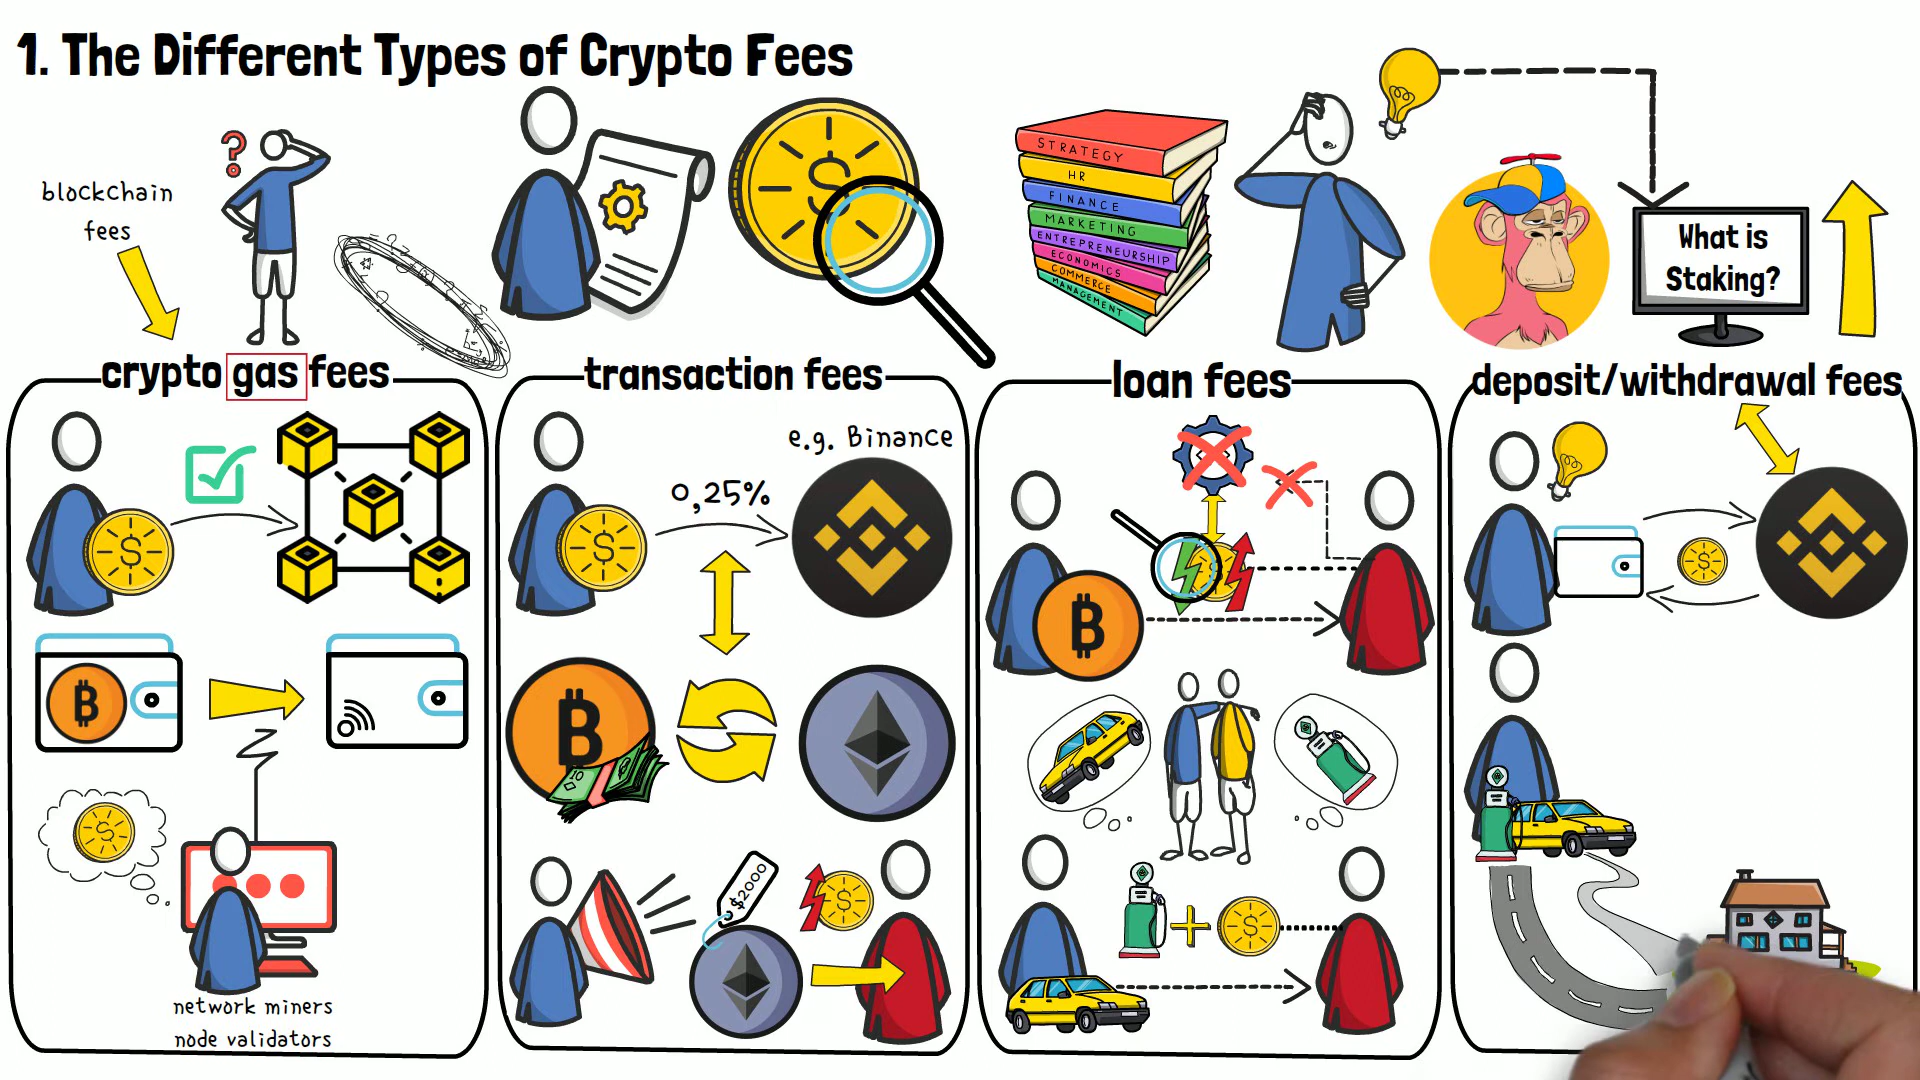 1. The Different Types of Crypto Fees
blockchain
fees
?
STRATEGY
HR
FINANCE
MARKETING
ENTREPRENEURSHIP
ECONOMICS
COMMERCE
MANAGEMENT
What is
Staking?
crypto gas fees
transaction fees
loan fees
deposit/withdrawal fees
e.g. Binance
0,25%
$2000
network miners
node validators